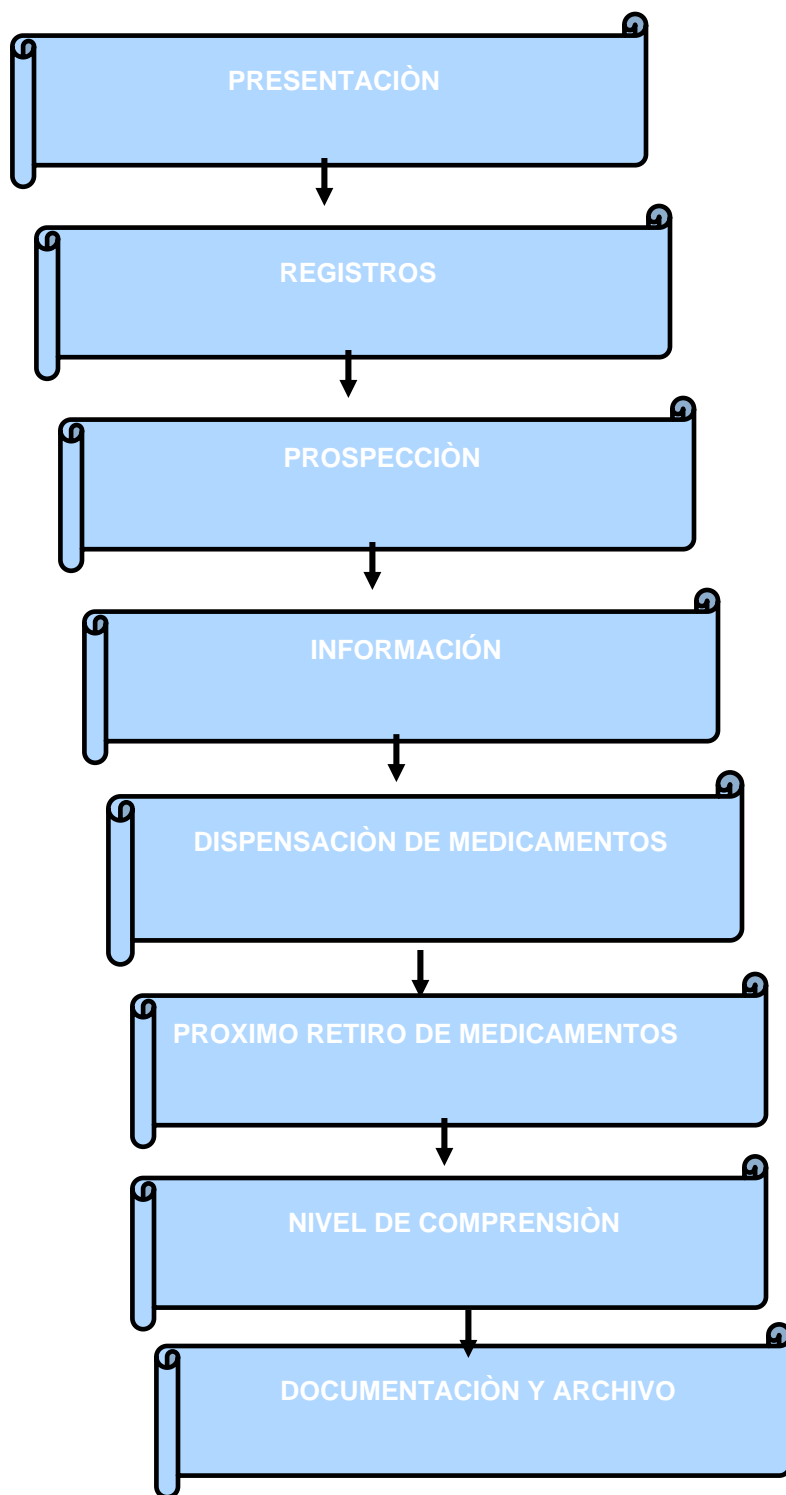 PRESENTACIÒN
REGISTROS
PROSPECCIÒN
INFORMACIÓN
DISPENSACIÒN DE MEDICAMENTOS
PROXIMO RETIRO DE MEDICAMENTOS
NIVEL DE COMPRENSIÒN
DOCUMENTACIÒN Y ARCHIVO